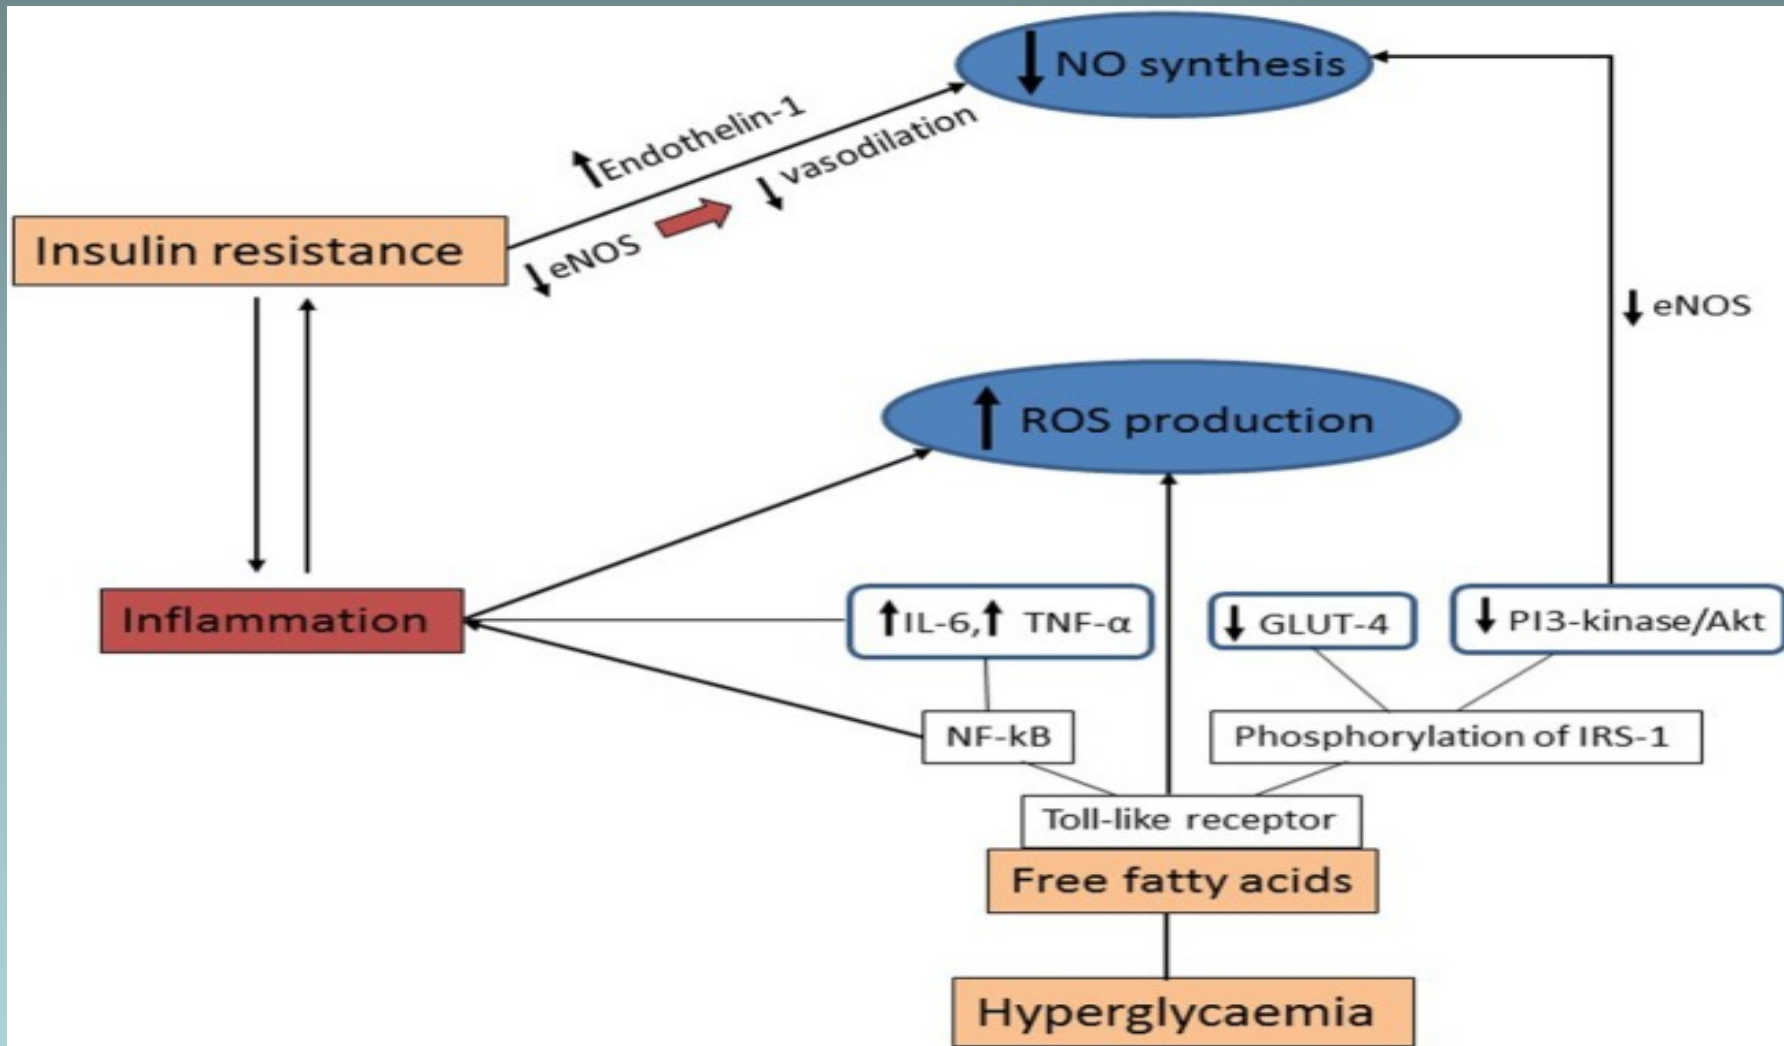 ↓ NO synthesis
↑ Endothelin-1
↓ vasodilation
Insulin resistance
↓ eNOS
↓ eNOS
↑ ROS production
Inflammation
↑ IL-6, ↑ TNF-α
↓ GLUT-4
↓ PI3-kinase/Akt
NF-kB
Phosphorylation of IRS-1
Toll-like receptor
Free fatty acids
Hyperglycaemia